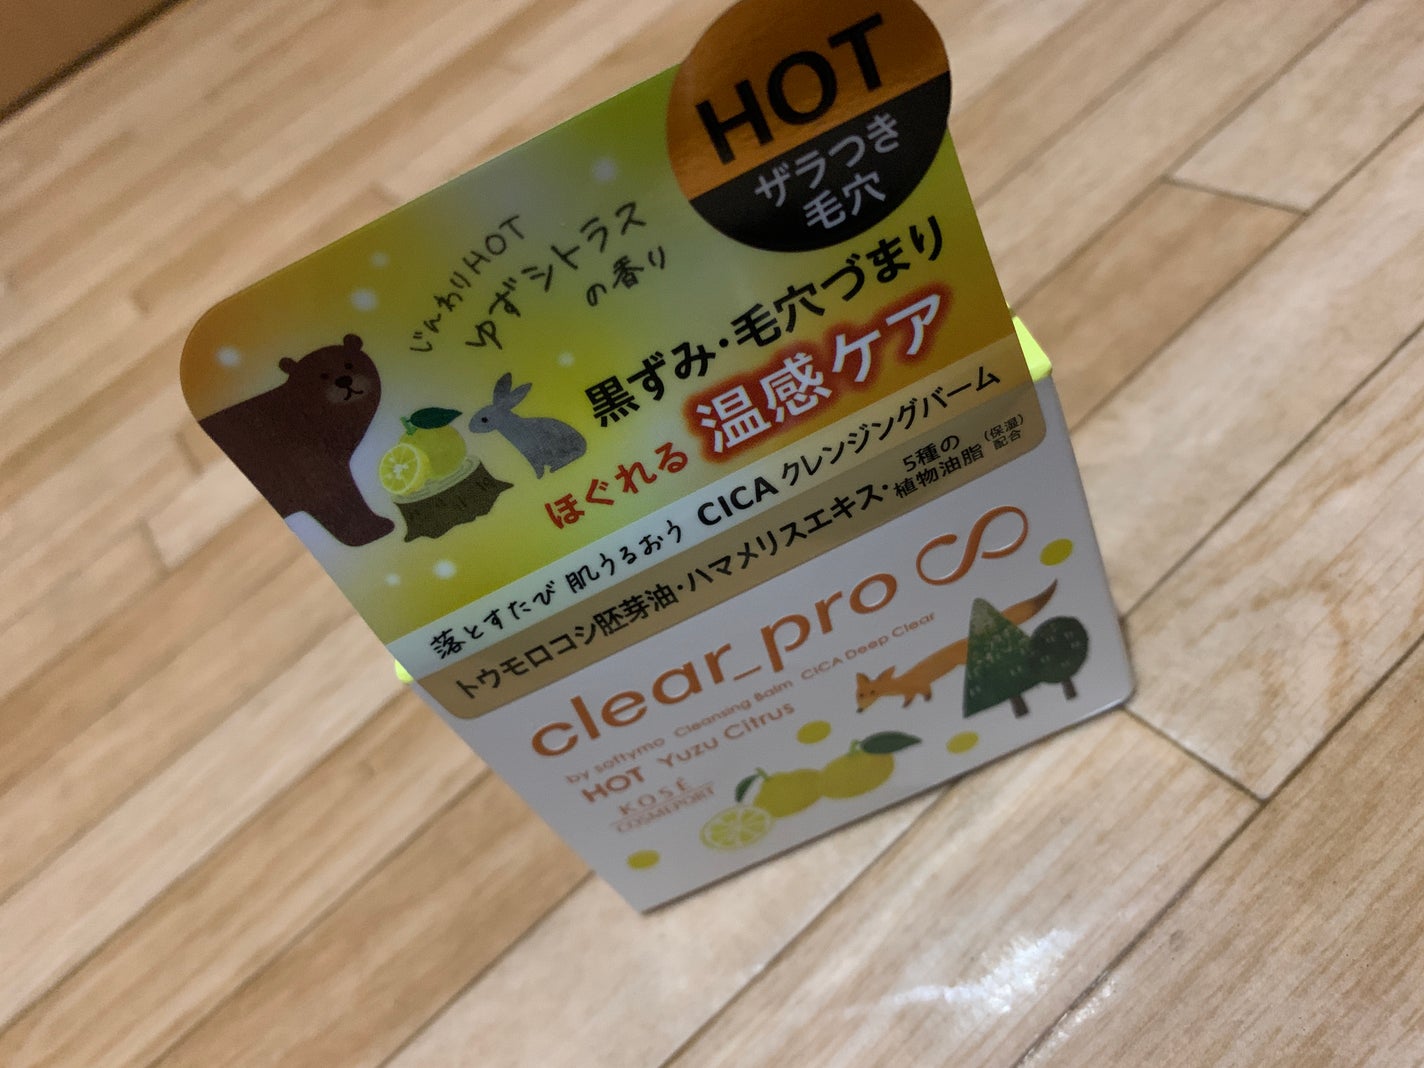 HOT
ザラつき
毛穴
じんわりHOT
ゆずシトラス
の香り
黒ずみ・毛穴づまり
ほぐれる 温感ケア
落とすたび 肌うるおう CICA クレンジングバーム
トウモロコシ胚芽油・ハマメリスエキス・5種の植物油脂(保湿)配合
clear_pro
by softymo Cleansing Balm CICA Deep Clear
HOT Yuzu Citrus
KOSÉ
COSMEPORT